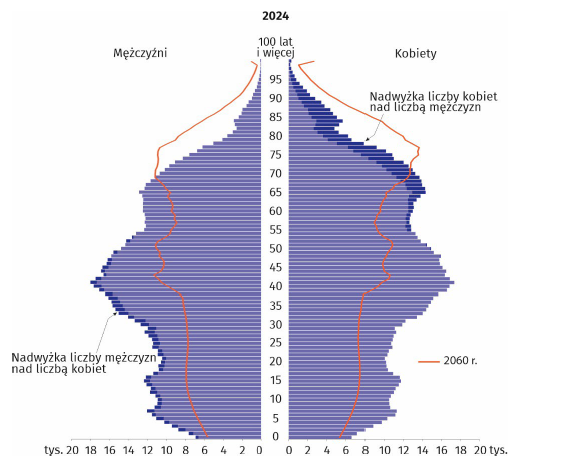 2024
Mężczyźni
100 lat
i więcej
Kobiety
95
90
85
80
75
70
65
60
55
50
45
40
35
30
25
20
15
10
5
0
Nadwyżka liczby kobiet
nad liczbą mężczyzn
Nadwyżka liczby mężczyzn
nad liczbą kobiet
2060 r.
tys. 20 18 16 14 12 10 8 6 4 2 0
0 2 4 6 8 10 12 14 16 18 20 tys.